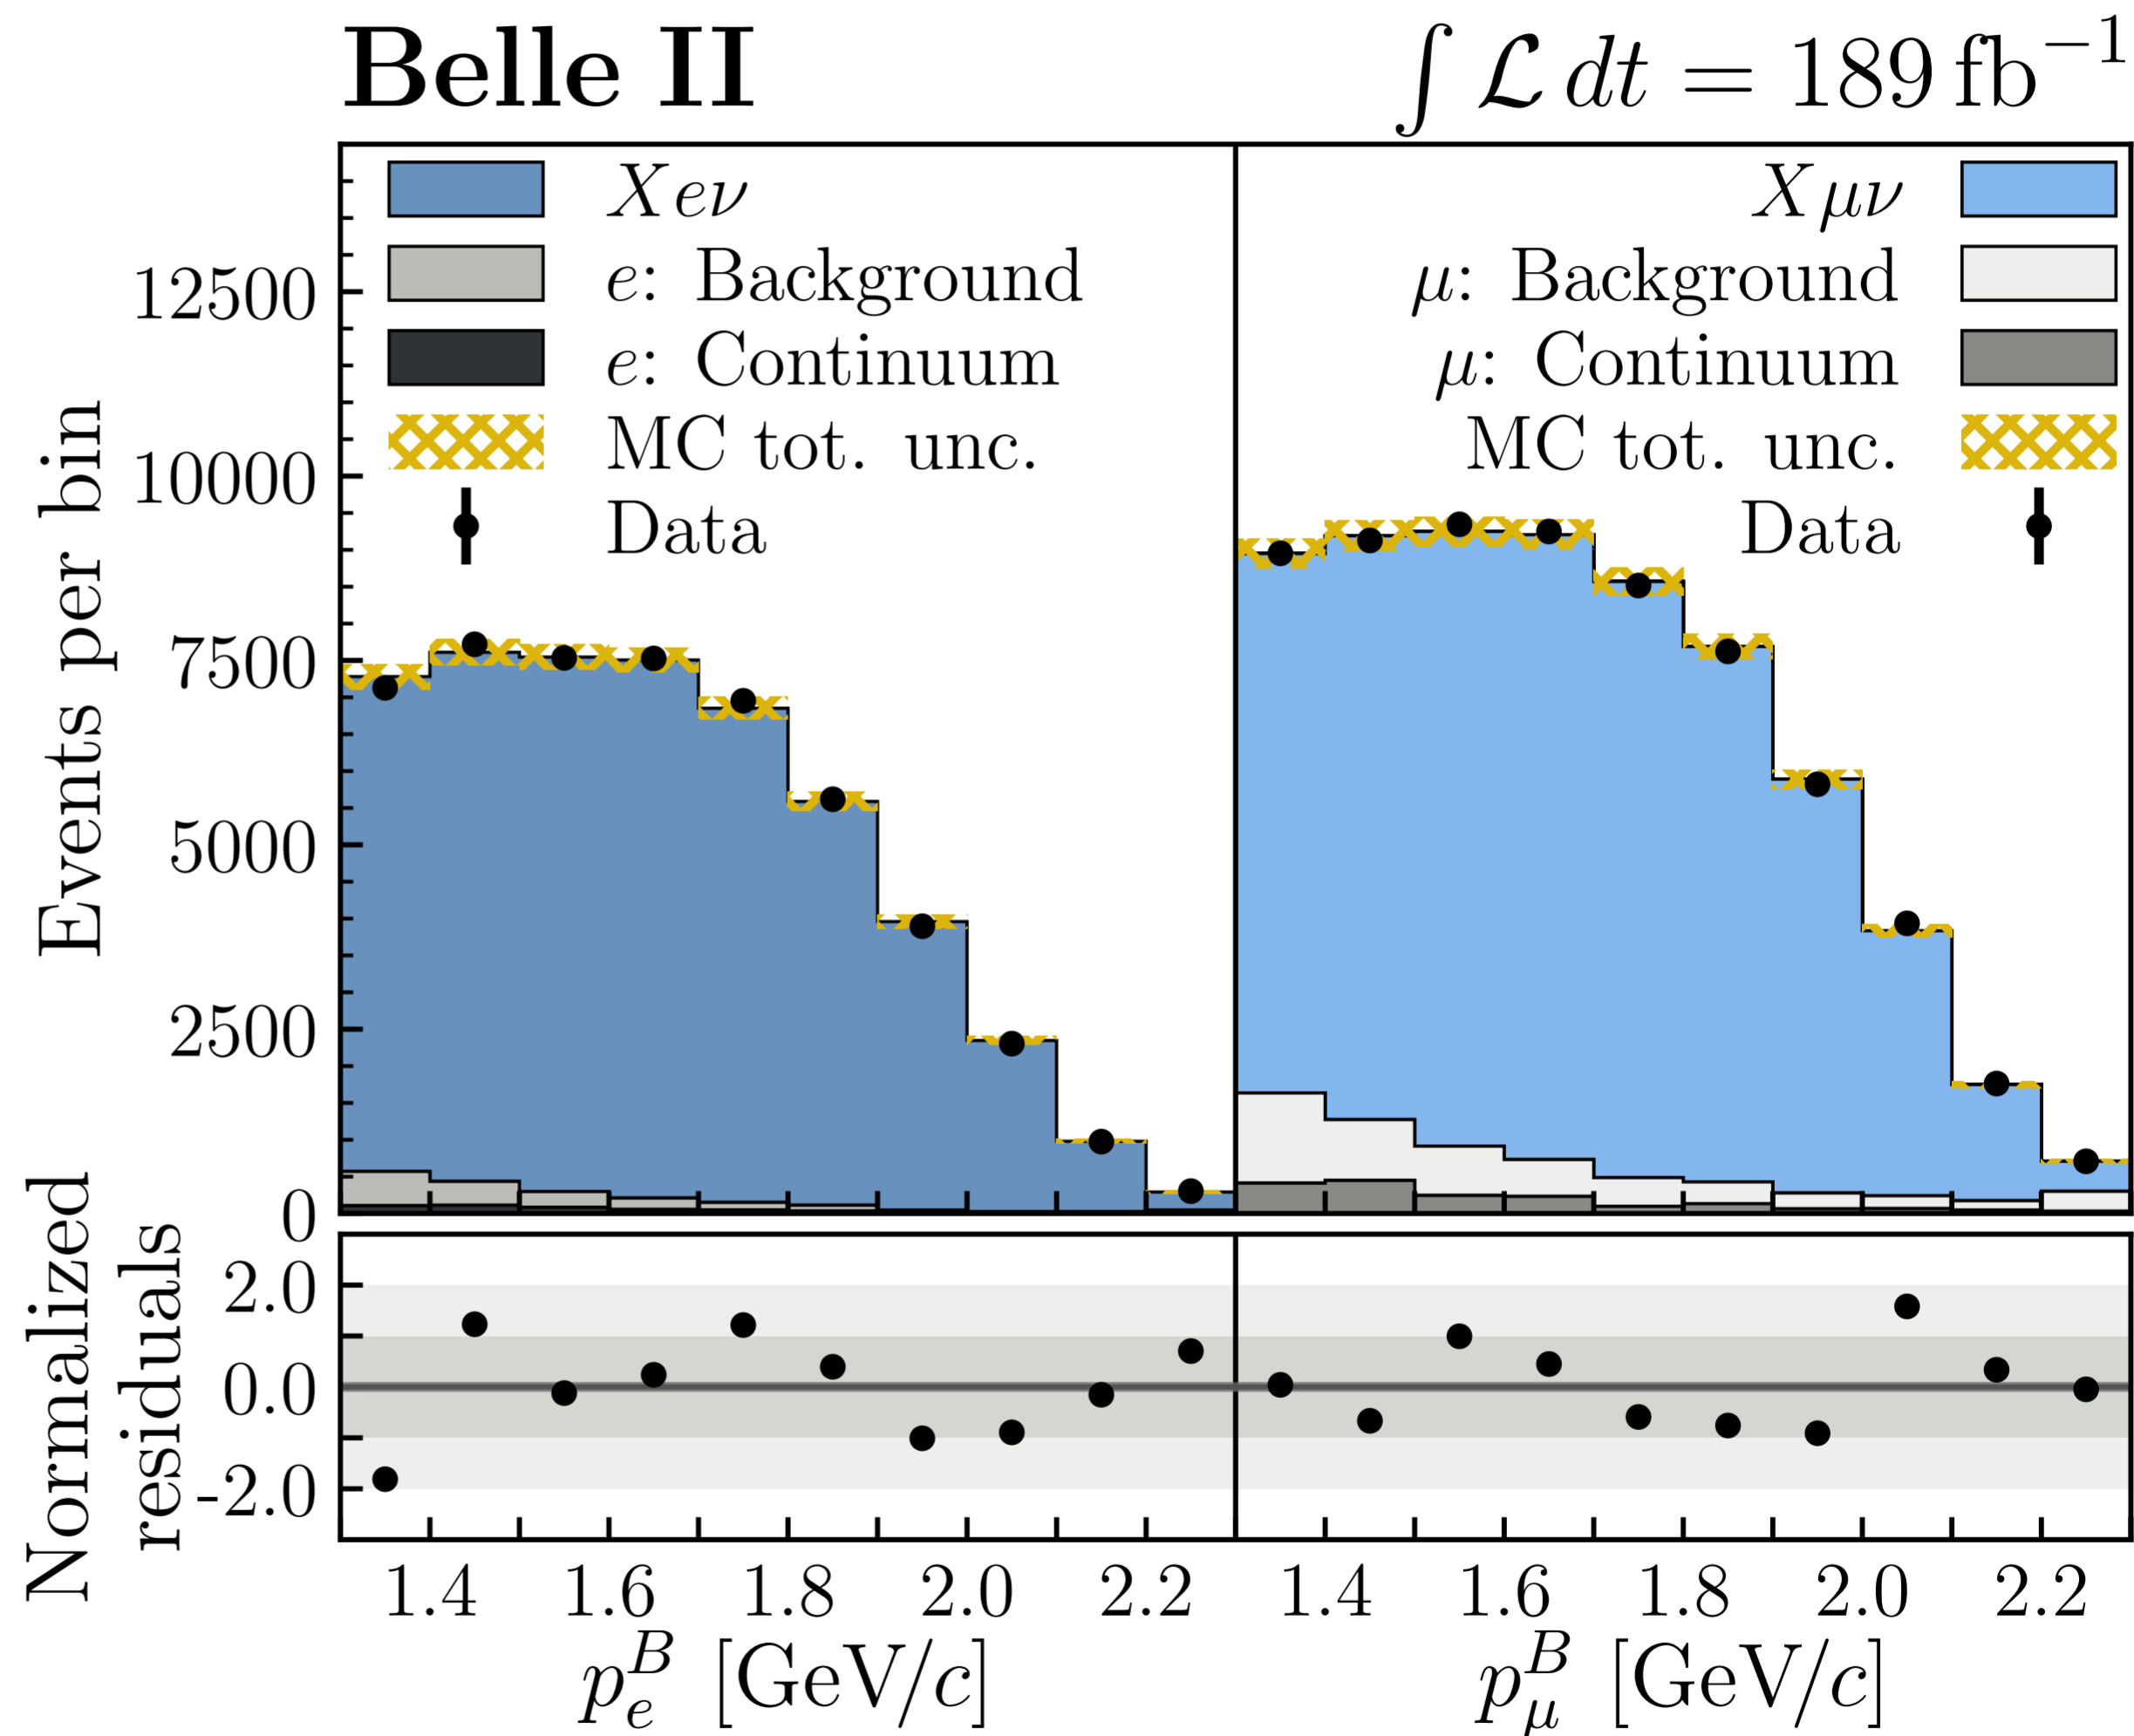 Belle II
∫ ℒ dt = 189 fb⁻¹
Xeν
e: Background
e: Continuum
MC tot. unc.
Data
Xμν
μ: Background
μ: Continuum
MC tot. unc.
Data
Events per bin
12500
10000
7500
5000
2500
0
Normalized
residuals
2.0
0.0
-2.0
1.4 1.6 1.8 2.0 2.2 1.4 1.6 1.8 2.0 2.2
p_e^B [GeV/c] p_μ^B [GeV/c]